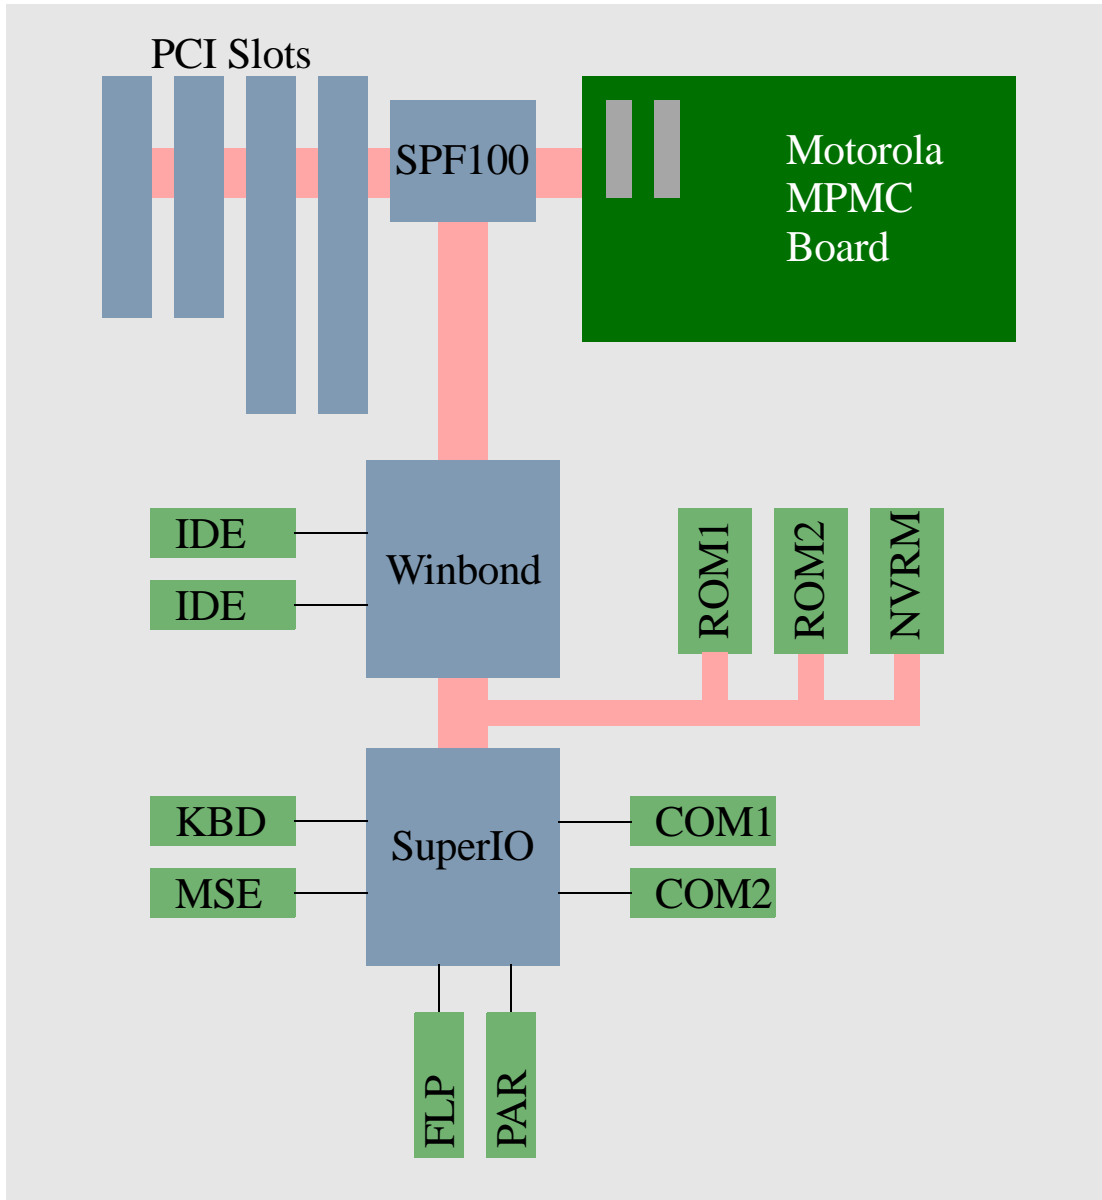 PCI Slots
SPF100
Motorola
MPMC
Board
IDE
IDE
Winbond
ROM1
ROM2
NVRM
KBD
MSE
SuperIO
COM1
COM2
FLP
PAR